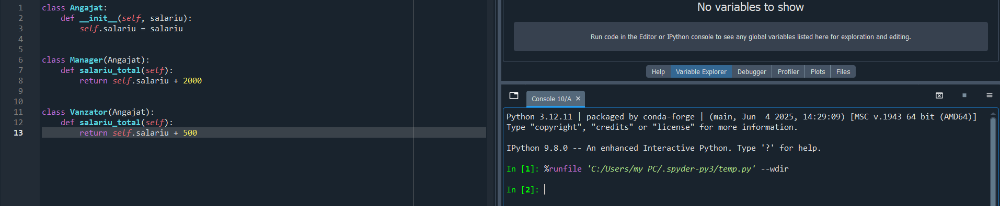 1 class Angajat:
2 def __init__(self, salariu):
3 self.salariu = salariu
4
5
6 class Manager(Angajat):
7 def salariu_total(self):
8 return self.salariu + 2000
9
10
11 class Vanzator(Angajat):
12 def salariu_total(self):
13 return self.salariu + 500
No variables to show
Run code in the Editor or IPython console to see any global variables listed here for exploration and editing.
Help Variable Explorer Debugger Profiler Plots Files
Console 10/A
Python 3.12.11 | packaged by conda-forge | (main, Jun  4 2025, 14:29:09) [MSC v.1943 64 bit (AMD64)]
Type "copyright", "credits" or "license" for more information.
IPython 9.8.0 -- An enhanced Interactive Python. Type '?' for help.
In [1]: %runfile 'C:/Users/my PC/.spyder-py3/temp.py' --wdir
In [2]: